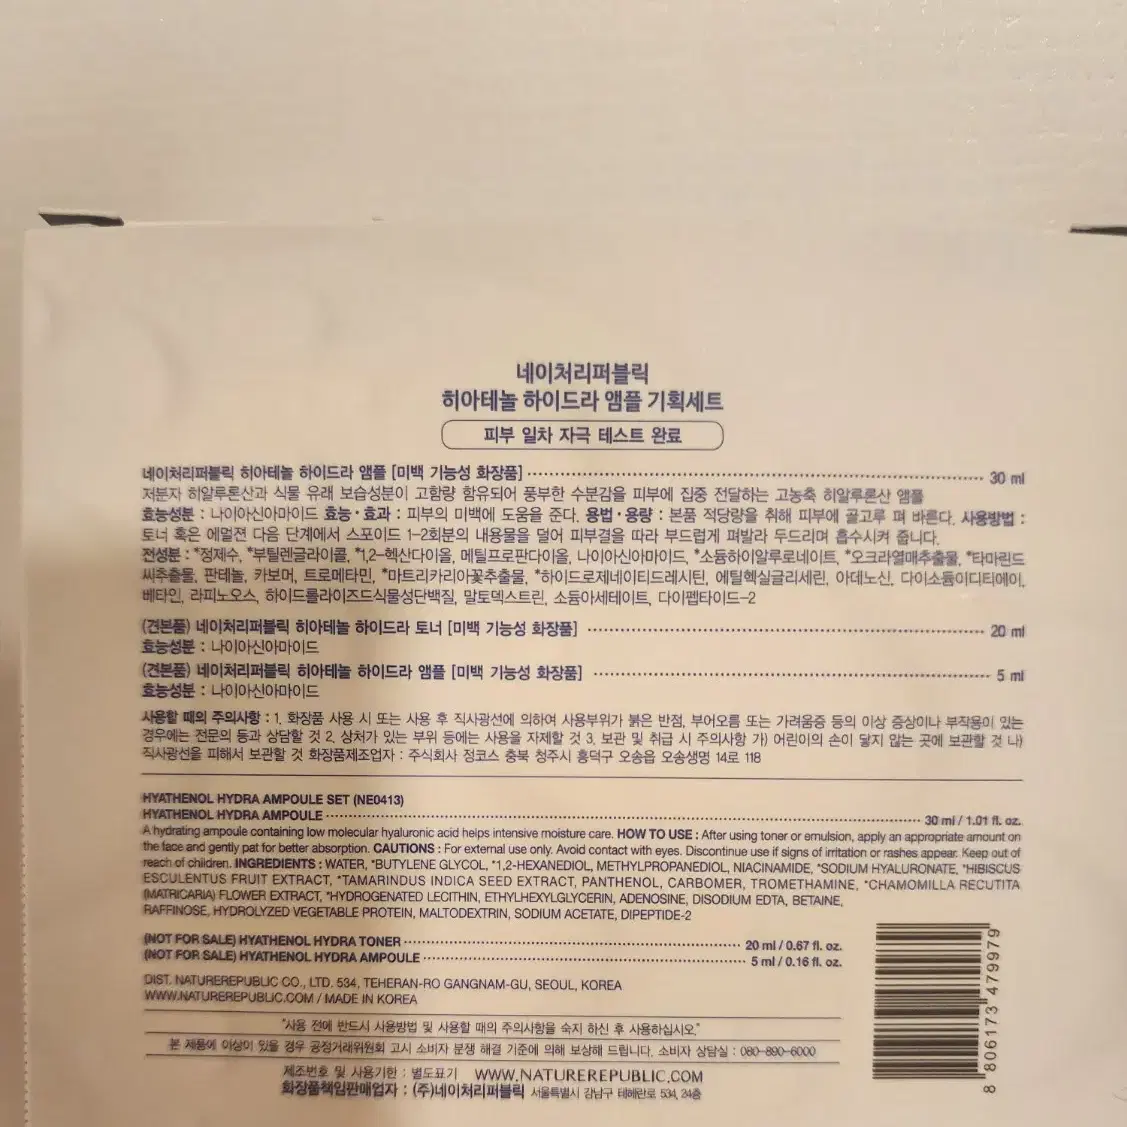 네이처리퍼블릭
히아테놀 하이드라 앰플 기획세트
피부 일차 자극 테스트 완료
네이처리퍼블릭 히아테놀 하이드라 앰플 [미백 기능성 화장품] 30 ml
저분자 히알루론산과 식물 유래 보습성분이 고함량 함유되어 풍부한 수분감을 피부에 집중 전달하는 고농축 히알루론산 앰플
효능성분 : 나이아신아마이드 효능·효과 : 피부의 미백에 도움을 준다. 용법·용량 : 본품 적당량을 취해 피부에 골고루 펴 바른다. 사용방법 :
토너 혹은 에멀젼 다음 단계에서 스포이드 1-2회분의 내용물을 덜어 피부결을 따라 부드럽게 펴발라 두드리며 흡수시켜 줍니다.
전성분 : *정제수, *부틸렌글라이콜, *1,2-헥산다이올, 메틸프로판다이올, 나이아신아마이드, *소듐하이알루로네이트, *오크라열매추출물, *타마린드
씨추출물, 판테놀, 카보머, 트로메타민, *마트리카리아꽃추출물, *하이드로제네이티드레시틴, 에틸헥실글리세린, 아데노신, 다이소듐이디티에이,
베타인, 라피노오스, 하이드롤라이즈드식물성단백질, 말토덱스트린, 소듐아세테이트, 다이펩타이드-2
(견본품) 네이처리퍼블릭 히아테놀 하이드라 토너 [미백 기능성 화장품] 20 ml
효능성분 : 나이아신아마이드
(견본품) 네이처리퍼블릭 히아테놀 하이드라 앰플 [미백 기능성 화장품] 5 ml
효능성분 : 나이아신아마이드
사용할 때의 주의사항 : 1. 화장품 사용 시 또는 사용 후 직사광선에 의하여 사용부위가 붉은 반점, 부어오름 또는 가려움증 등의 이상 증상이나 부작용이 있는
경우에는 전문의 등과 상담할 것 2. 상처가 있는 부위 등에는 사용을 자제할 것 3. 보관 및 취급 시 주의사항 가) 어린이의 손이 닿지 않는 곳에 보관할 것 나)
직사광선을 피해서 보관할 것 화장품제조업자 : 주식회사 정코스 충북 청주시 흥덕구 오송읍 오송생명 14로 118
HYATHENOL HYDRA AMPOULE SET (NE0413)
HYATHENOL HYDRA AMPOULE 30 ml / 1.01 fl. oz.
A hydrating ampoule containing low molecular hyaluronic acid helps intensive moisture care. HOW TO USE : After using toner or emulsion, apply an appropriate amount on
the face and gently pat for better absorption. CAUTIONS : For external use only. Avoid contact with eyes. Discontinue use if signs of irritation or rashes appear. Keep out of
reach of children. INGREDIENTS : WATER, *BUTYLENE GLYCOL, *1,2-HEXANEDIOL, METHYLPROPANEDIOL, NIACINAMIDE, *SODIUM HYALURONATE, *HIBISCUS
ESCULENTUS FRUIT EXTRACT, *TAMARINDUS INDICA SEED EXTRACT, PANTHENOL, CARBOMER, TROMETHAMINE, *CHAMOMILLA RECUTITA
(MATRICARIA) FLOWER EXTRACT, *HYDROGENATED LECITHIN, ETHYLHEXYLGLYCERIN, ADENOSINE, DISODIUM EDTA, BETAINE,
RAFFINOSE, HYDROLYZED VEGETABLE PROTEIN, MALTODEXTRIN, SODIUM ACETATE, DIPEPTIDE-2
(NOT FOR SALE) HYATHENOL HYDRA TONER 20 ml / 0.67 fl. oz.
(NOT FOR SALE) HYATHENOL HYDRA AMPOULE 5 ml / 0.16 fl. oz.
DIST. NATUREREPUBLIC CO., LTD. 534, TEHERAN-RO GANGNAM-GU, SEOUL, KOREA
WWW.NATUREREPUBLIC.COM / MADE IN KOREA
"사용 전에 반드시 사용방법 및 사용할 때의 주의사항을 숙지 하신 후 사용하십시오."
본 제품에 이상이 있을 경우 공정거래위원회 고시 소비자 분쟁 해결 기준에 의해 보상해 드립니다. 소비자 상담실 : 080-890-6000
제조번호 및 사용기한 : 별도표기 WWW.NATUREREPUBLIC.COM
화장품책임판매업자 : (주)네이처리퍼블릭 서울특별시 강남구 테헤란로 534, 24층
8 806173 479979